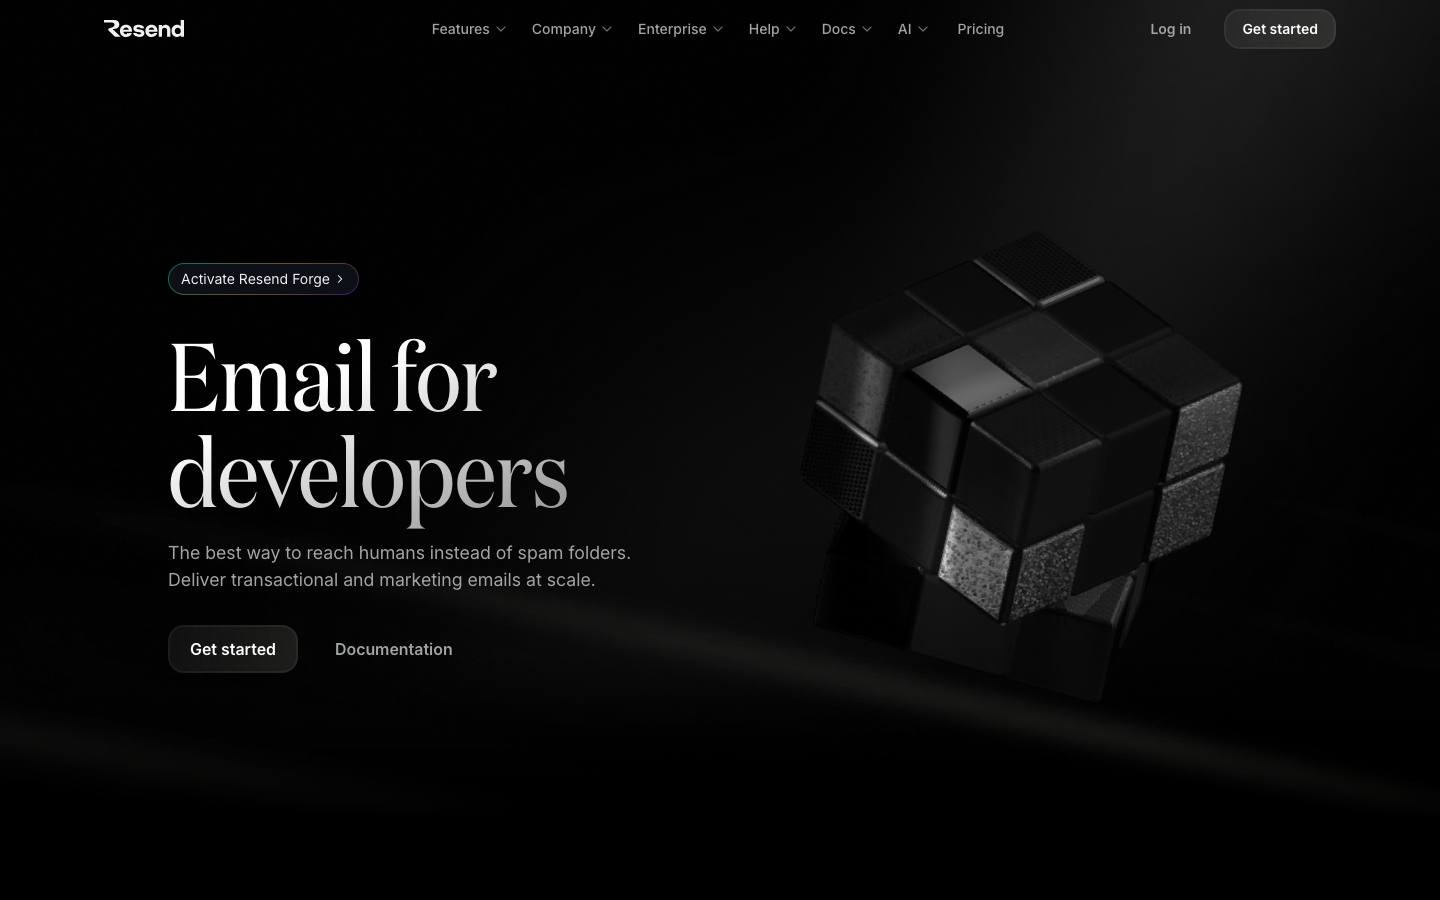 Resend
Features
Company
Enterprise
Help
Docs
AI
Pricing
Log in
Get started
Activate Resend Forge
Email for
developers
The best way to reach humans instead of spam folders.
Deliver transactional and marketing emails at scale.
Get started
Documentation